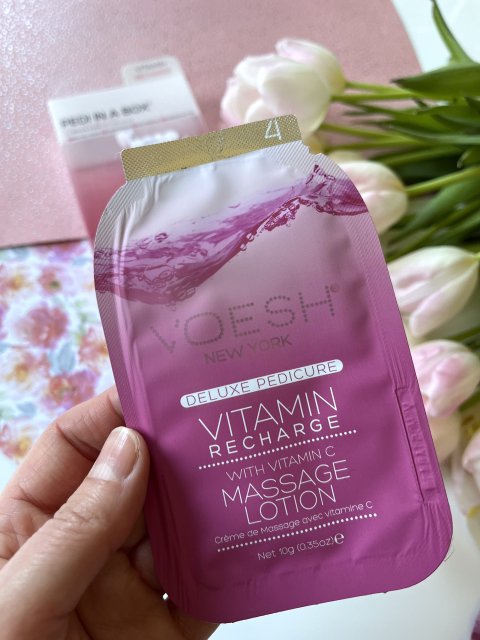 PEDI IN A BOX®
4
VOESH®
NEW YORK
DELUXE PEDICURE
VITAMIN
RECHARGE
WITH VITAMIN C
MASSAGE
LOTION
Crème de Massage avec vitamine C
Net 10g (0.35oz) e